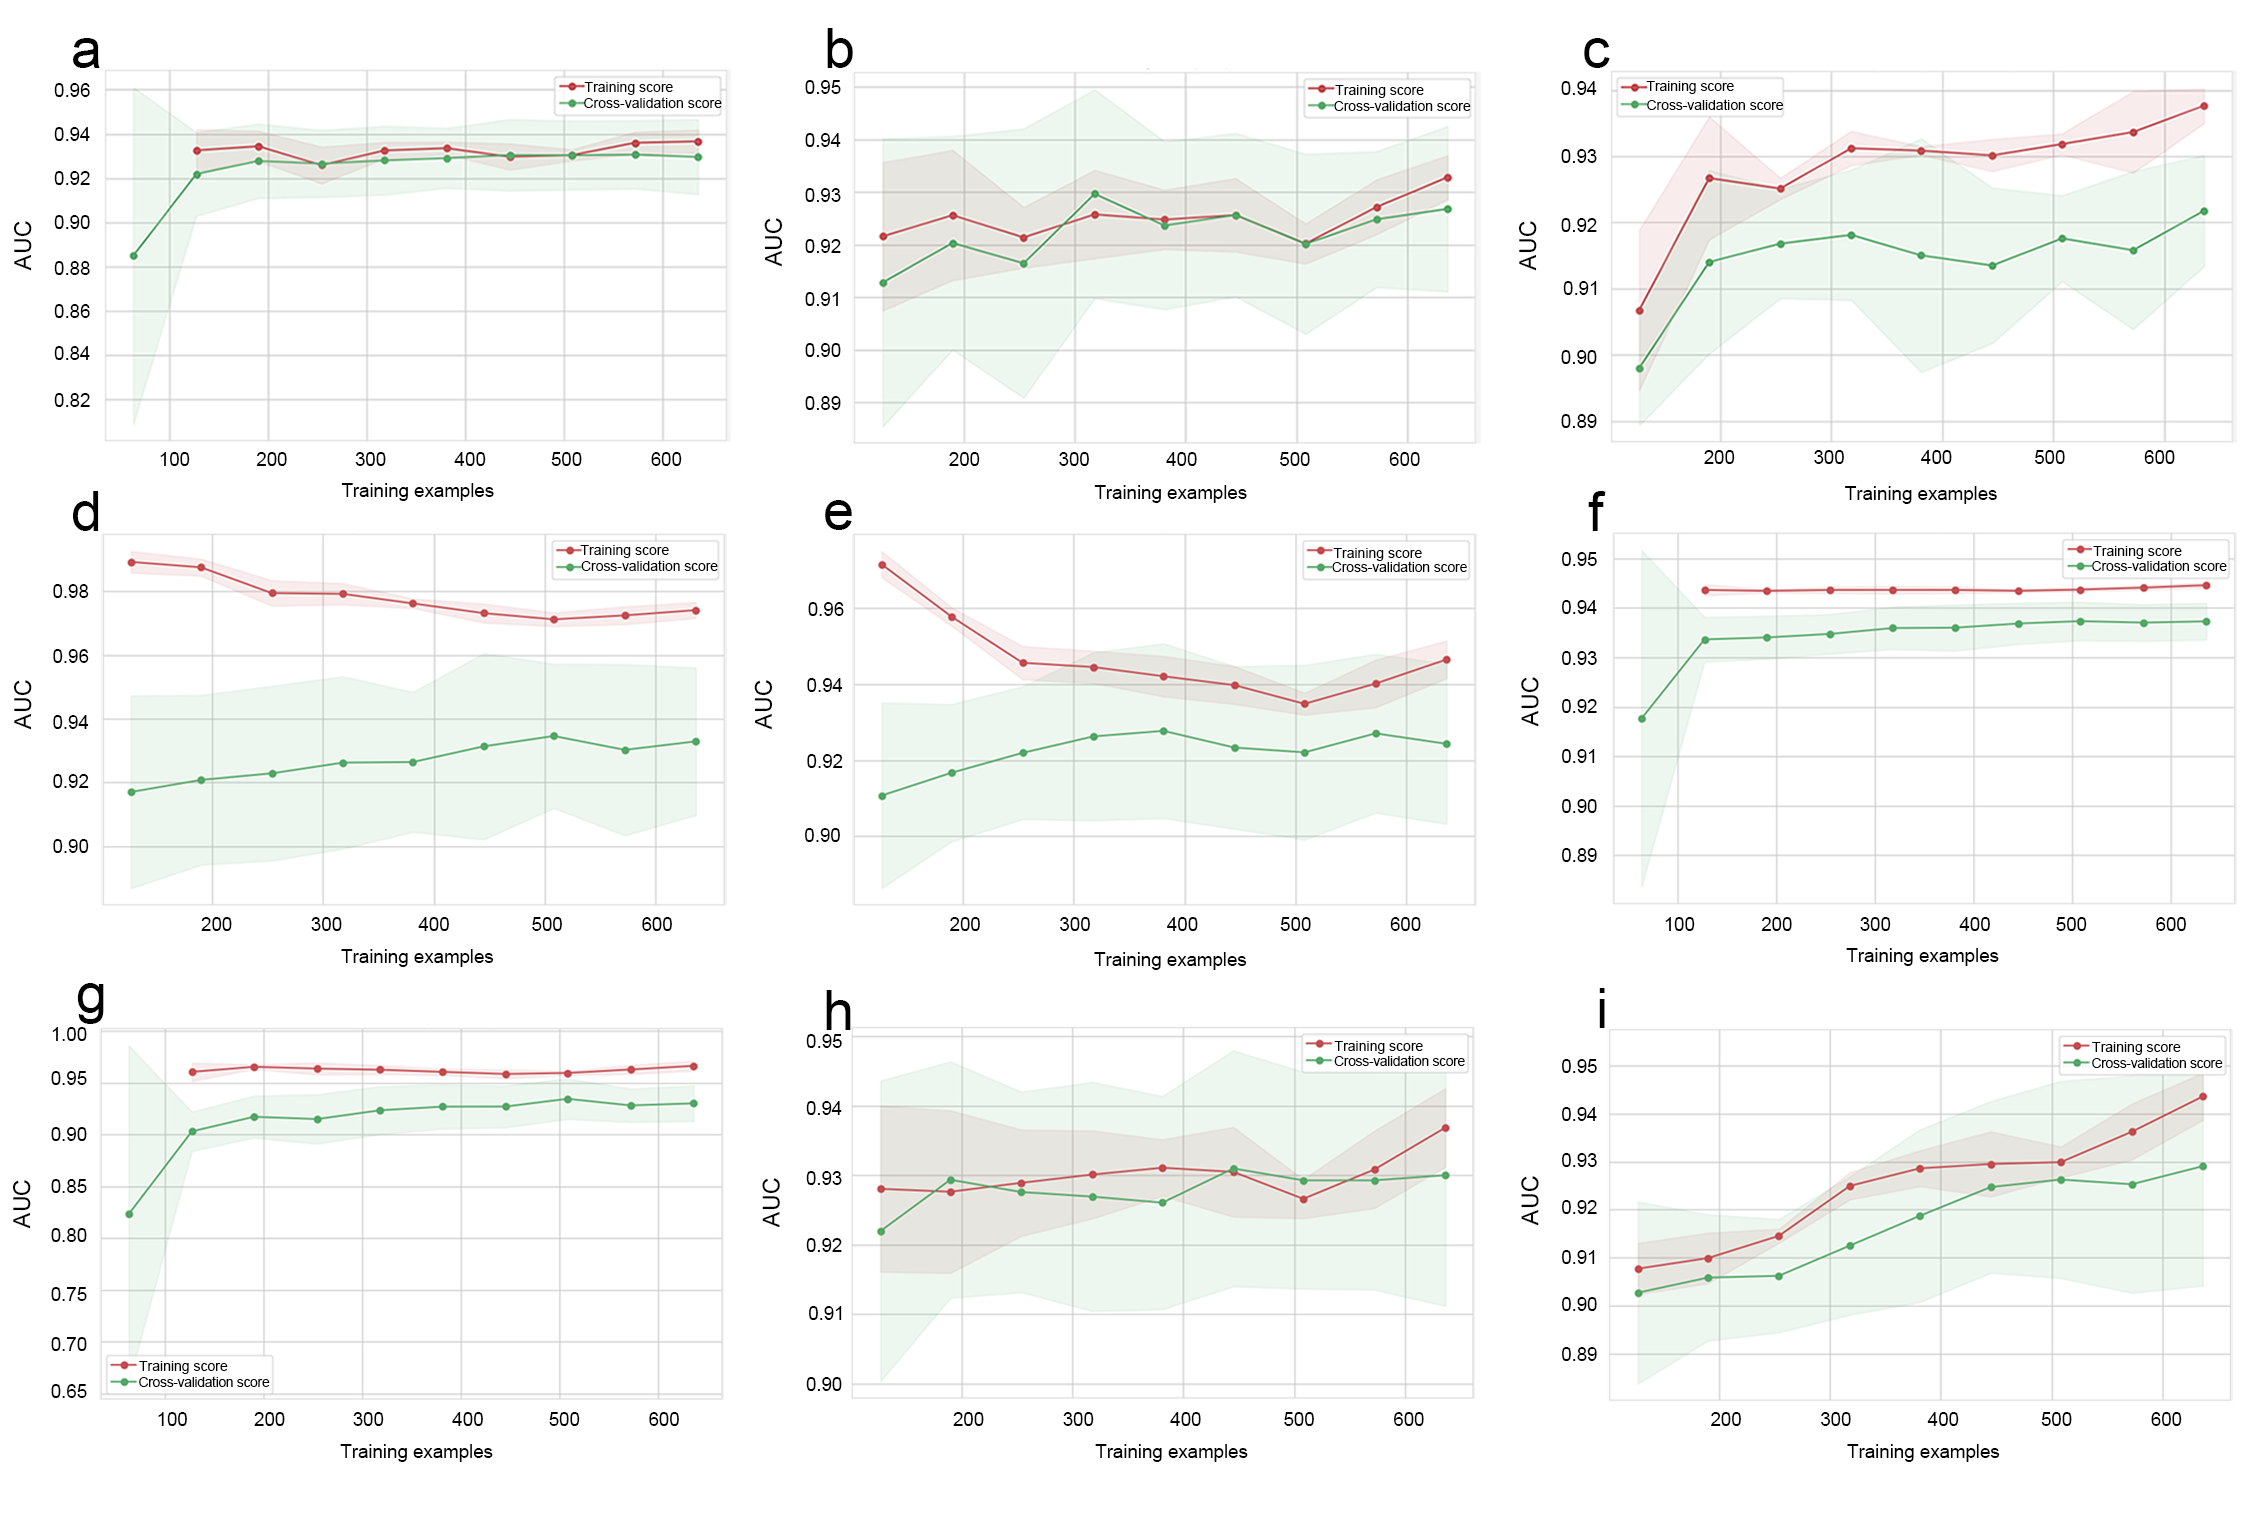 a
Training score
Cross-validation score
0.96
0.94
0.92
0.90
0.88
0.86
0.84
0.82
AUC
100 200 300 400 500 600
Training examples
b
Training score
Cross-validation score
0.95
0.94
0.93
0.92
0.91
0.90
0.89
AUC
200 300 400 500 600
Training examples
c
Training score
Cross-validation score
0.94
0.93
0.92
0.91
0.90
0.89
AUC
200 300 400 500 600
Training examples
d
Training score
Cross-validation score
0.98
0.96
0.94
0.92
0.90
AUC
200 300 400 500 600
Training examples
e
Training score
Cross-validation score
0.96
0.94
0.92
0.90
AUC
200 300 400 500 600
Training examples
f
Training score
Cross-validation score
0.95
0.94
0.93
0.92
0.91
0.90
0.89
AUC
100 200 300 400 500 600
Training examples
g
1.00
0.95
0.90
0.85
0.80
0.75
0.70
0.65
AUC
Training score
Cross-validation score
100 200 300 400 500 600
Training examples
h
Training score
Cross-validation score
0.95
0.94
0.93
0.92
0.91
0.90
AUC
200 300 400 500 600
Training examples
i
Training score
Cross-validation score
0.95
0.94
0.93
0.92
0.91
0.90
0.89
AUC
200 300 400 500 600
Training examples